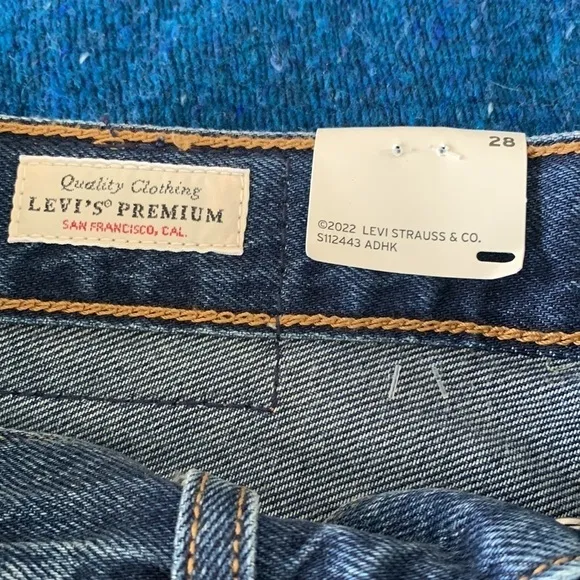 Quality Clothing
LEVI'S® PREMIUM
SAN FRANCISCO, CAL.
28
©2022 LEVI STRAUSS & CO.
S112443 ADHK